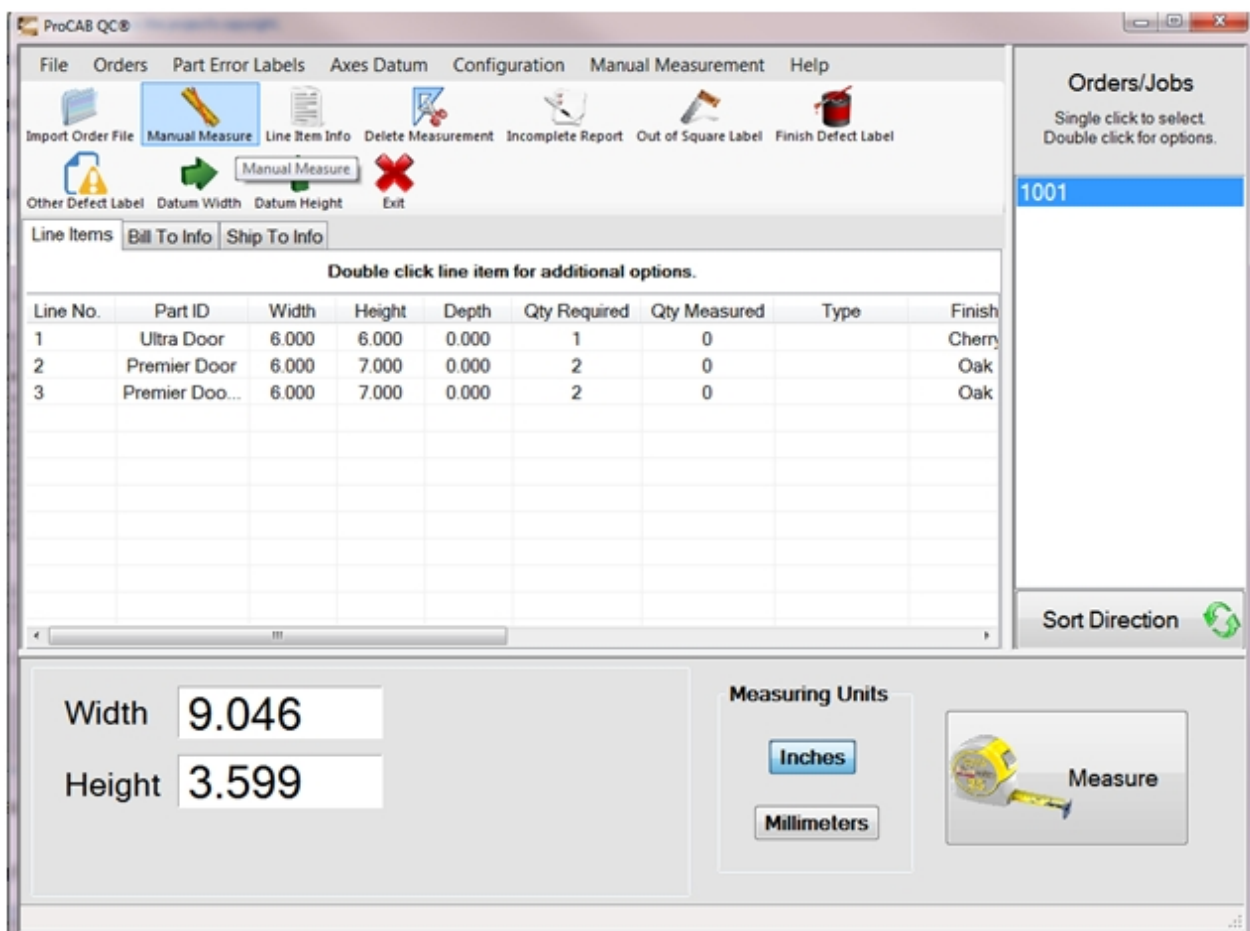 ProCAB QC®
File Orders Part Error Labels Axes Datum Configuration Manual Measurement Help
Import Order File Manual Measure Line Item Info Delete Measurement Incomplete Report Out of Square Label Finish Defect Label
Manual Measure
Other Defect Label Datum Width Datum Height Exit
Line Items Bill To Info Ship To Info
Double click line item for additional options.
Line No. Part ID Width Height Depth Qty Required Qty Measured Type Finish
1 Ultra Door 6.000 6.000 0.000 1 0 Cherry
2 Premier Door 6.000 7.000 0.000 2 0 Oak
3 Premier Doo... 6.000 7.000 0.000 2 0 Oak
Orders/Jobs
Single click to select.
Double click for options.
1001
Sort Direction
Width 9.046
Height 3.599
Measuring Units
Inches
Millimeters
Measure